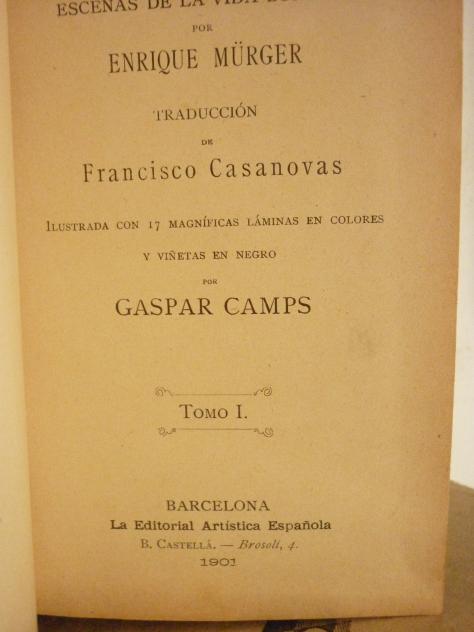 ESCENAS DE LA VIDA
POR
ENRIQUE MÜRGER
TRADUCCIÓN
DE
Francisco Casanovas
ILUSTRADA CON 17 MAGNÍFICAS LÁMINAS EN COLORES
Y VIÑETAS EN NEGRO
POR
GASPAR CAMPS
TOMO I.
BARCELONA
La Editorial Artística Española
B. CASTELLÁ. — Brosolí, 4.
1901